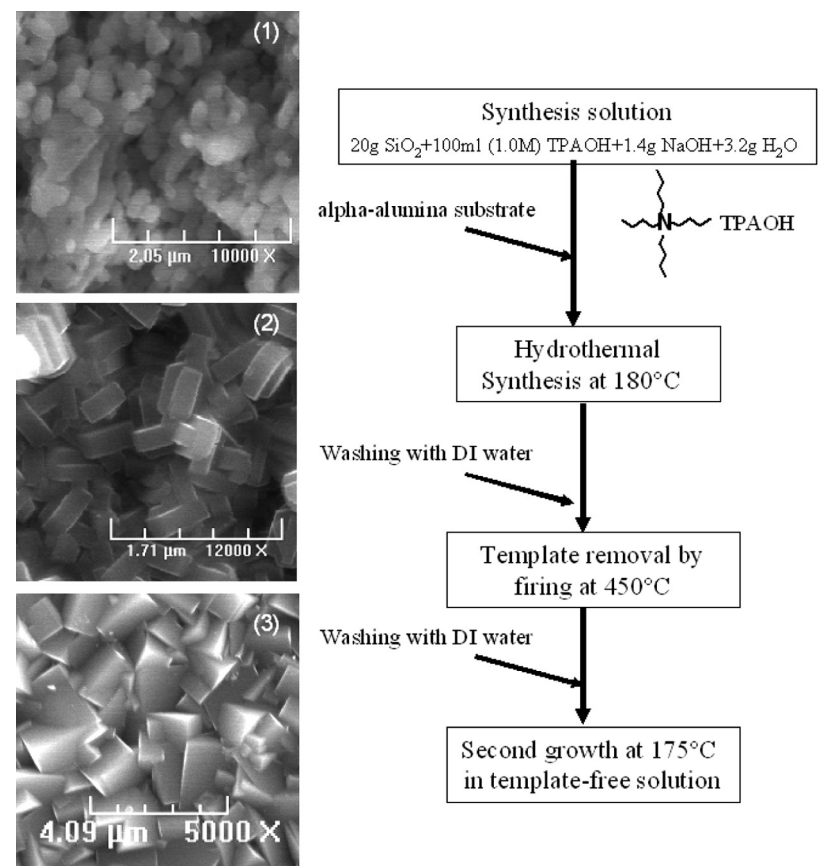 (1)
2.05 µm 10000 X
(2)
1.71 µm 12000 X
(3)
4.09 µm 5000 X
Synthesis solution
20g SiO₂+100ml (1.0M) TPAOH+1.4g NaOH+3.2g H₂O
alpha-alumina substrate
N
TPAOH
Hydrothermal
Synthesis at 180°C
Washing with DI water
Template removal by
firing at 450°C
Washing with DI water
Second growth at 175°C
in template-free solution